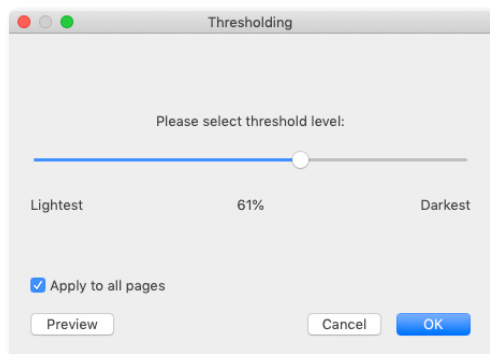 Thresholding
Please select threshold level:
Lightest 61% Darkest
Apply to all pages
Preview Cancel OK